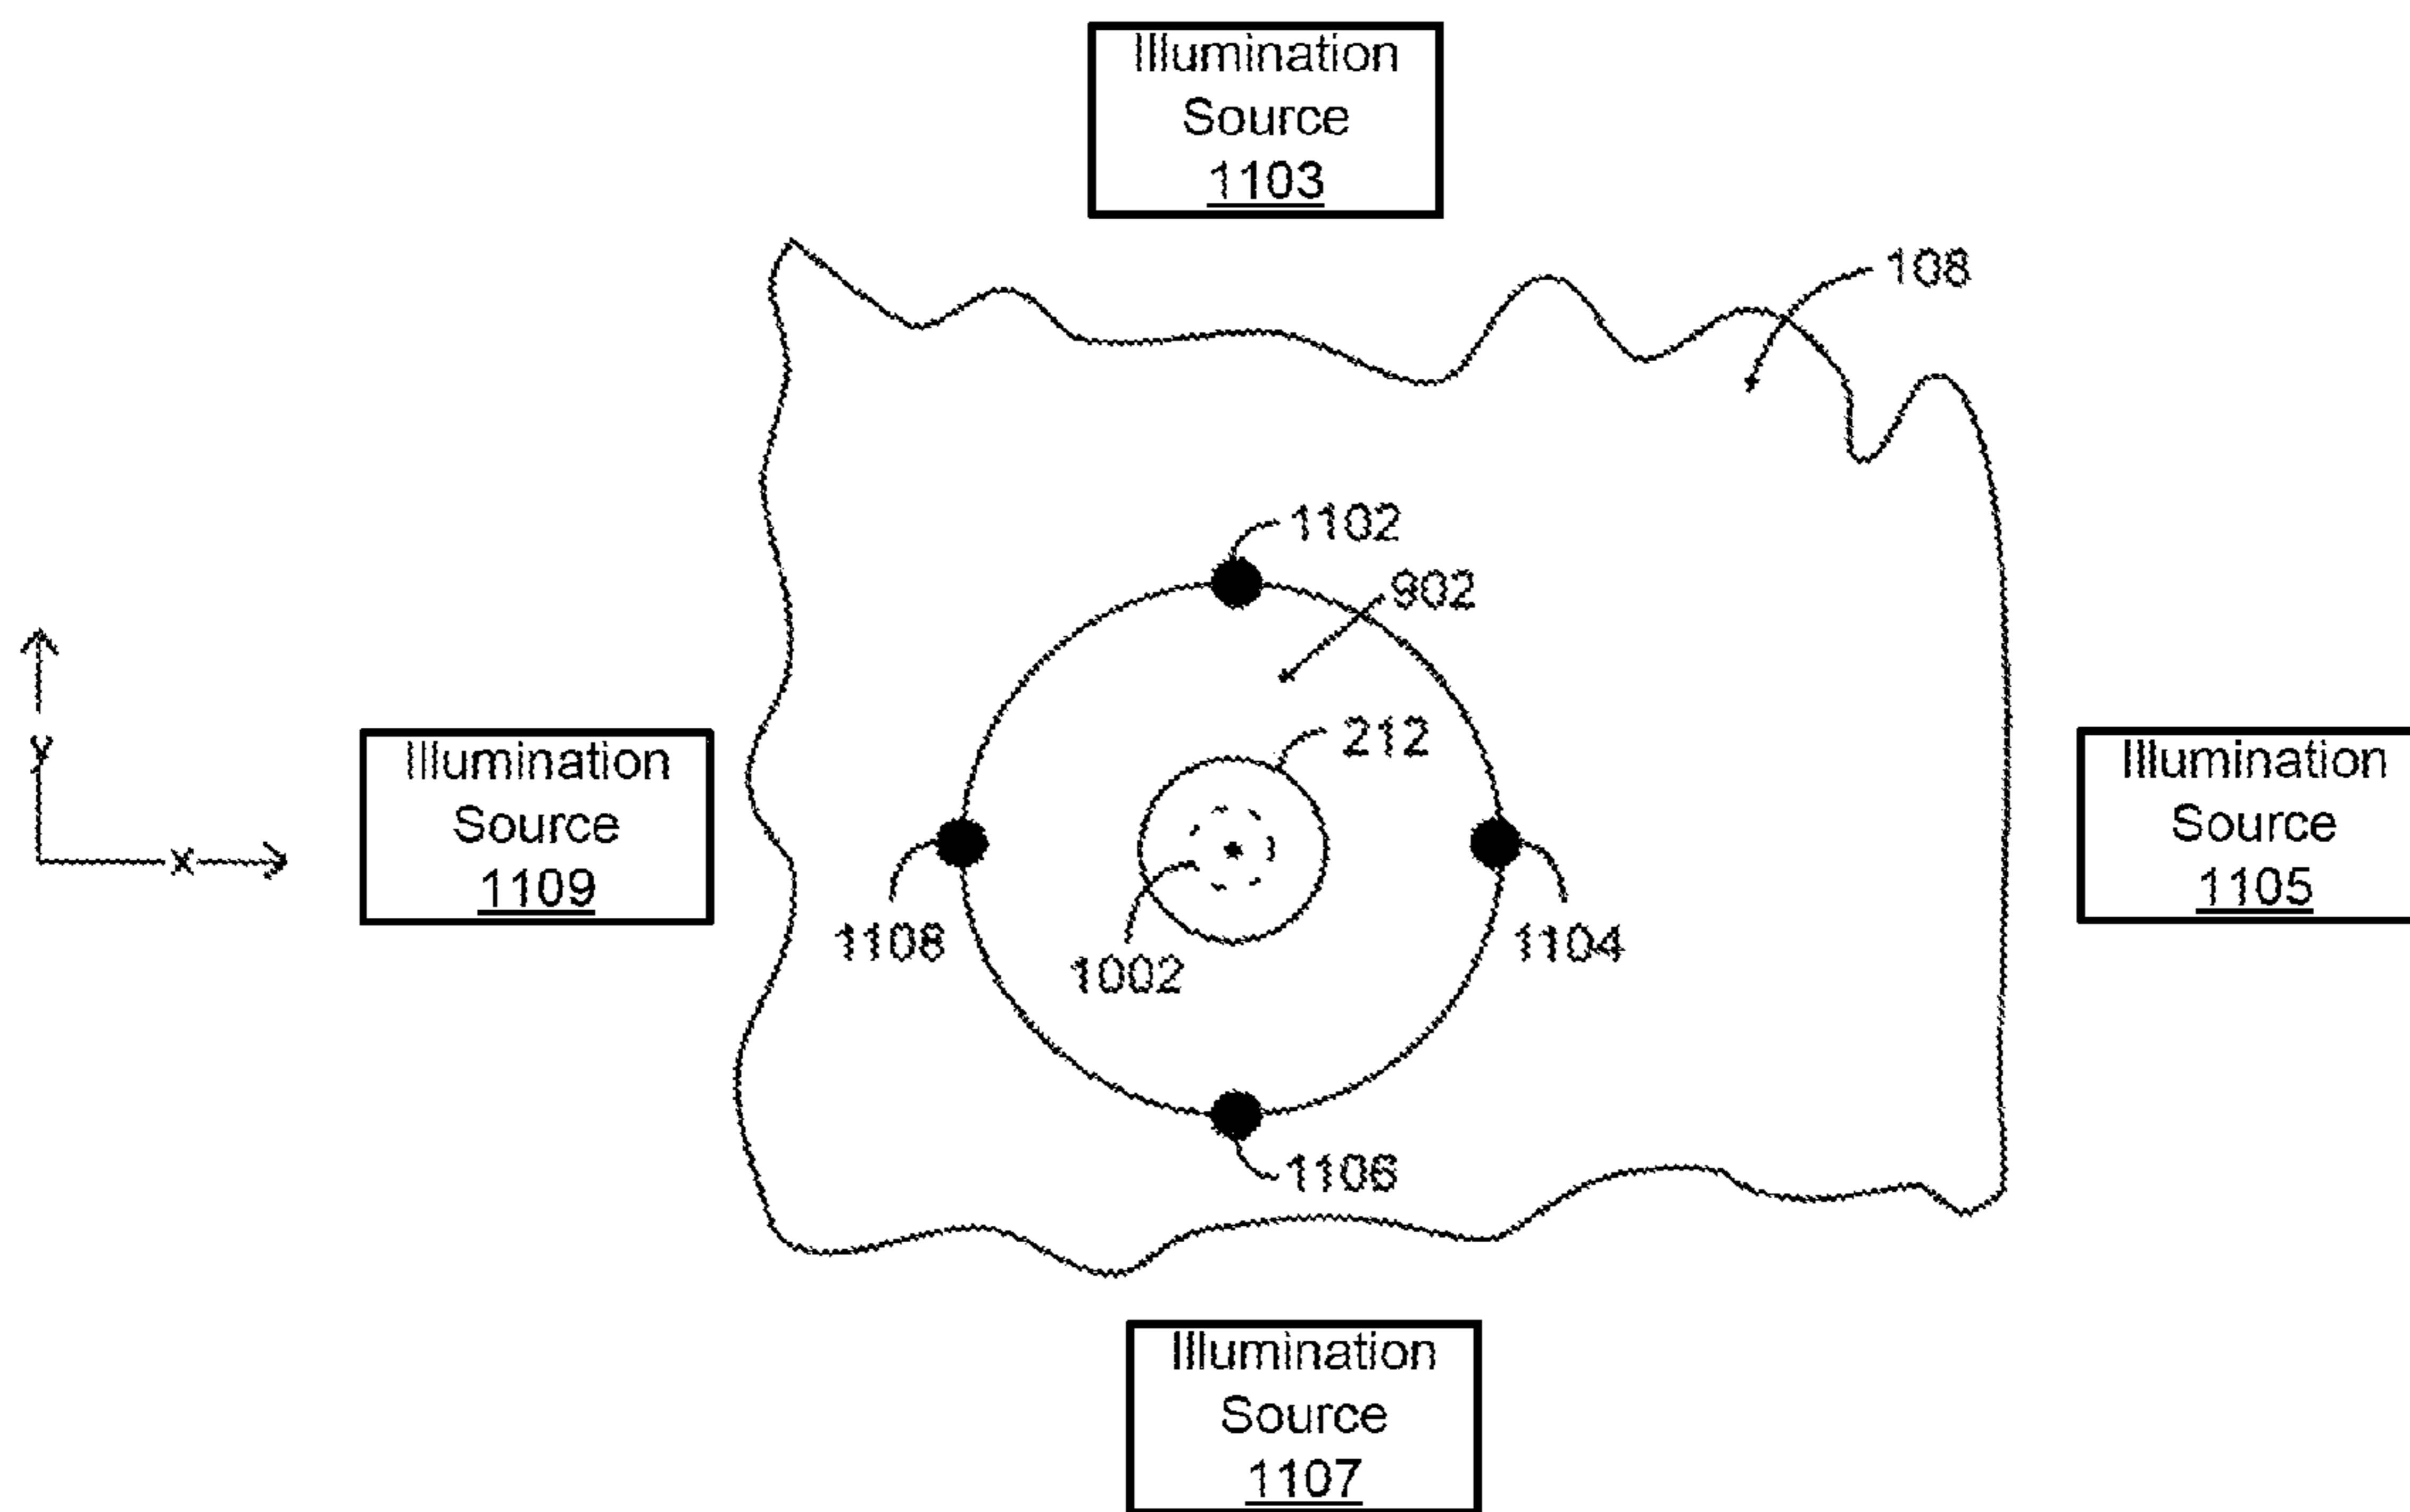 Illumination
Source
1103
108
1102
902
y
212
Illumination
Source
1109
Illumination
Source
1105
x
1108
1002
1104
1106
Illumination
Source
1107